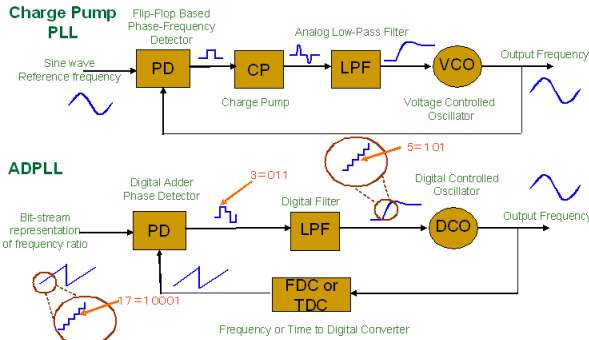 Charge Pump
PLL
Flip-Flop Based
Phase-Frequency
Detector
Analog Low-Pass Filter
Sine wave
Reference frequency
PD
CP
LPF
VCO
Output Frequency
Charge Pump
Voltage Controlled
Oscillator
ADPLL
Digital Adder
Phase Detector
3=011
5=101
Digital Filter
Digital Controlled
Oscillator
Bit-stream
representation
of frequency ratio
PD
LPF
DCO
Output Frequency
17=10001
FDC or
TDC
Frequency or Time to Digital Converter